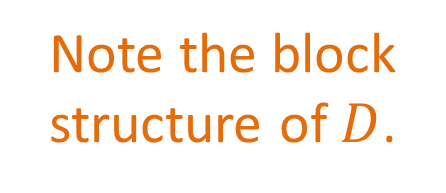 Note the block
structure of D.